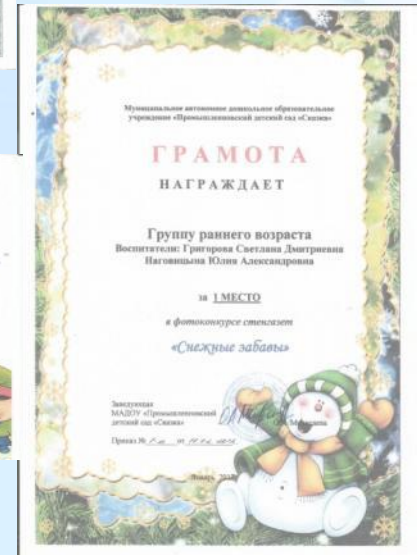 Муниципальное автономное дошкольное образовательное
учреждение «Промышленновский детский сад «Сказка»
ГРАМОТА
НАГРАЖДАЕТ
Группу раннего возраста
Воспитатели: Григорова Светлана Дмитриевна
Наговицына Юлия Александровна
за 1 МЕСТО
в фотоконкурсе стенгазет
«Снежные забавы»
Заведующая
МАДОУ «Промышленновский
детский сад «Сказка»
Приказ №
Январь,